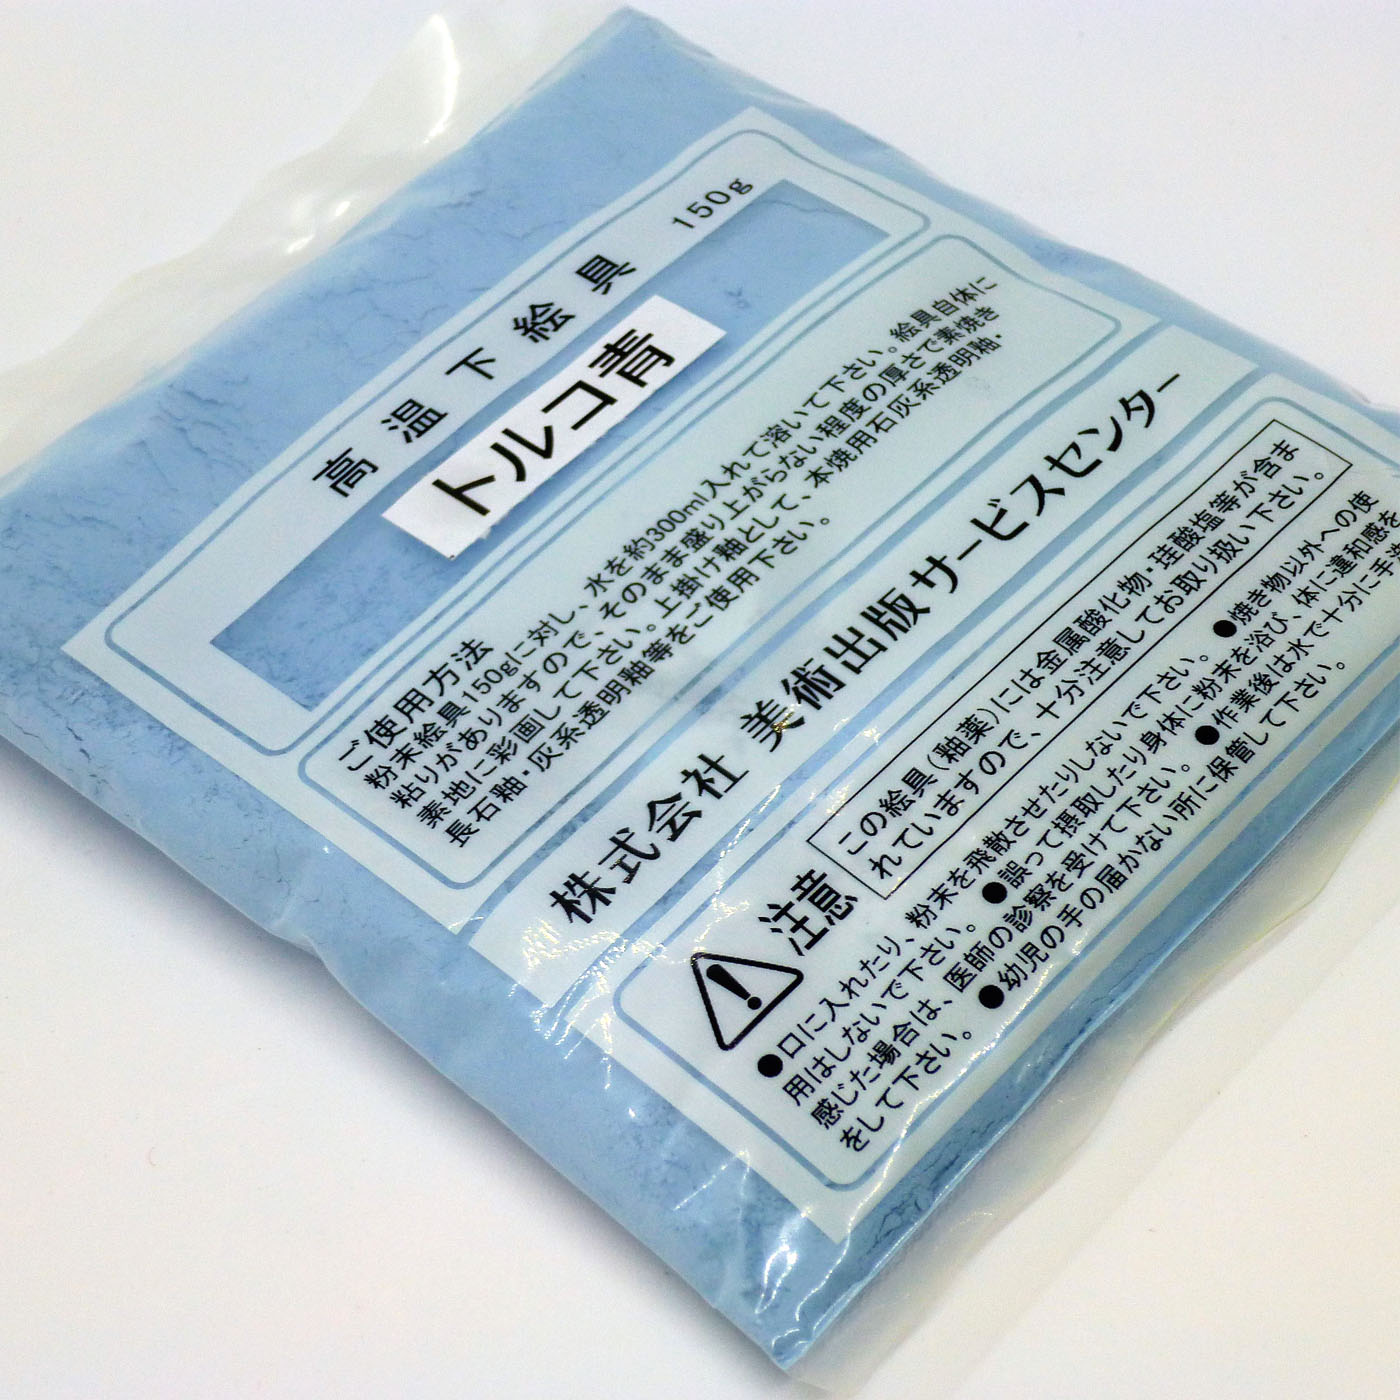 高温下絵具 150g
トルコ青
ご使用方法
粉末絵具150gに対し、水を約300ml入れて溶いて下さい。絵具自体に
粘りがありますので、そのまま盛り上がらない程度の厚さで素焼き
素地に彩画して下さい。上掛け釉として、本焼用石灰系透明釉・
長石釉・灰系透明釉等をご使用下さい。
株式会社 美術出版サービスセンター
注意
この絵具(釉薬)には金属酸化物・珪酸塩等が含ま
れていますので、十分注意してお取り扱い下さい。
●口に入れたり、粉末を飛散させたりしないで下さい。 ●焼き物以外への使
用はしないで下さい。 ●誤って摂取したり身体に粉末を浴び、体に違和感を
感じた場合は、医師の診察を受けて下さい。 ●作業後は水で十分に手洗
をして下さい。 ●幼児の手の届かない所に保管して下さい。